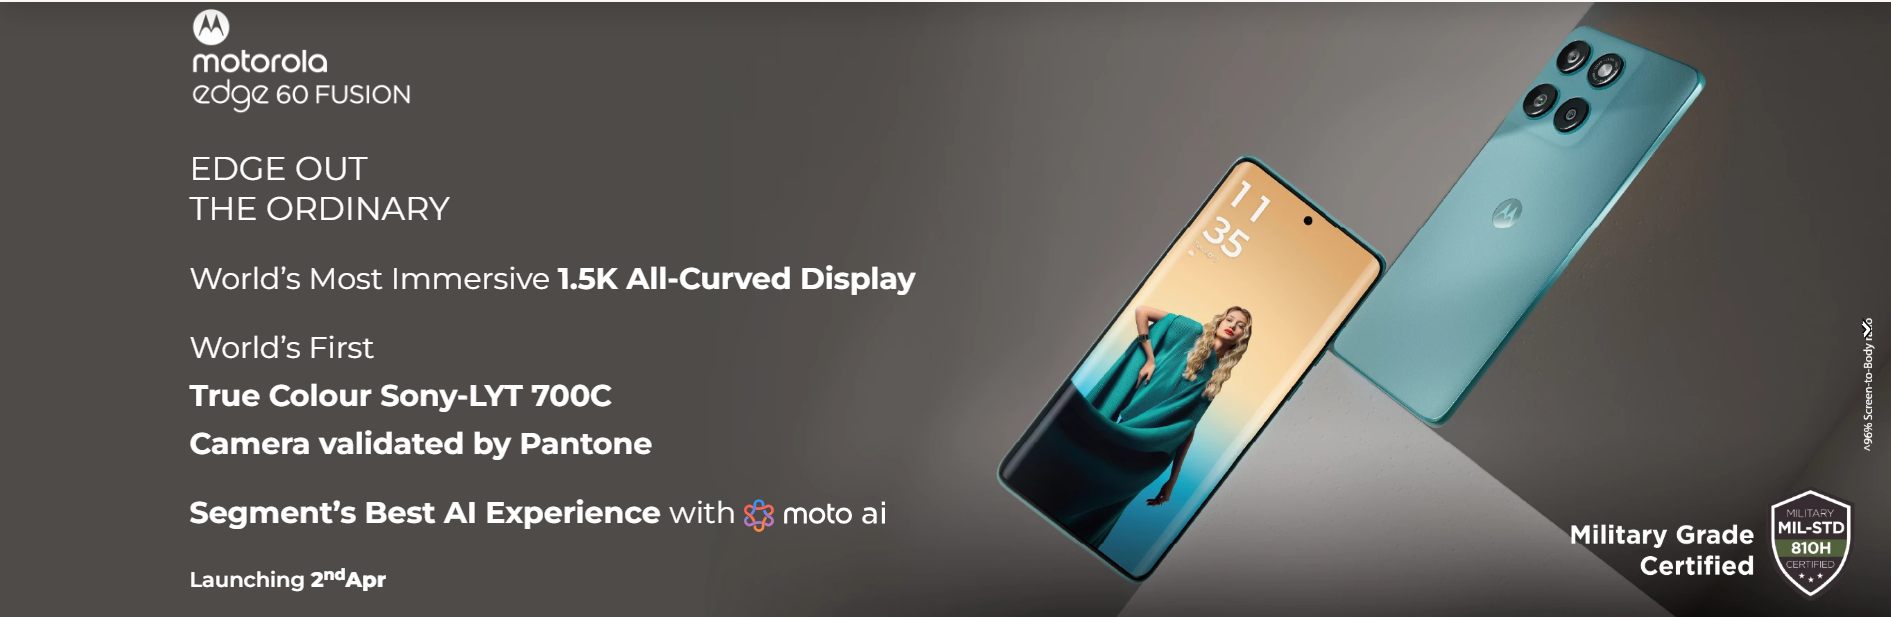 motorola
edge 60 FUSION
EDGE OUT
THE ORDINARY
World's Most Immersive 1.5K All-Curved Display
World's First
True Colour Sony-LYT 700C
Camera validated by Pantone
Segment's Best AI Experience with moto ai
Launching 2ndApr
11
35
^96% Screen-to-Body
Military Grade
Certified
MILITARY
MIL-STD
810H
CERTIFIED